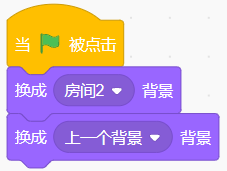 当 被点击
换成 房间2 背景
换成 上一个背景 背景